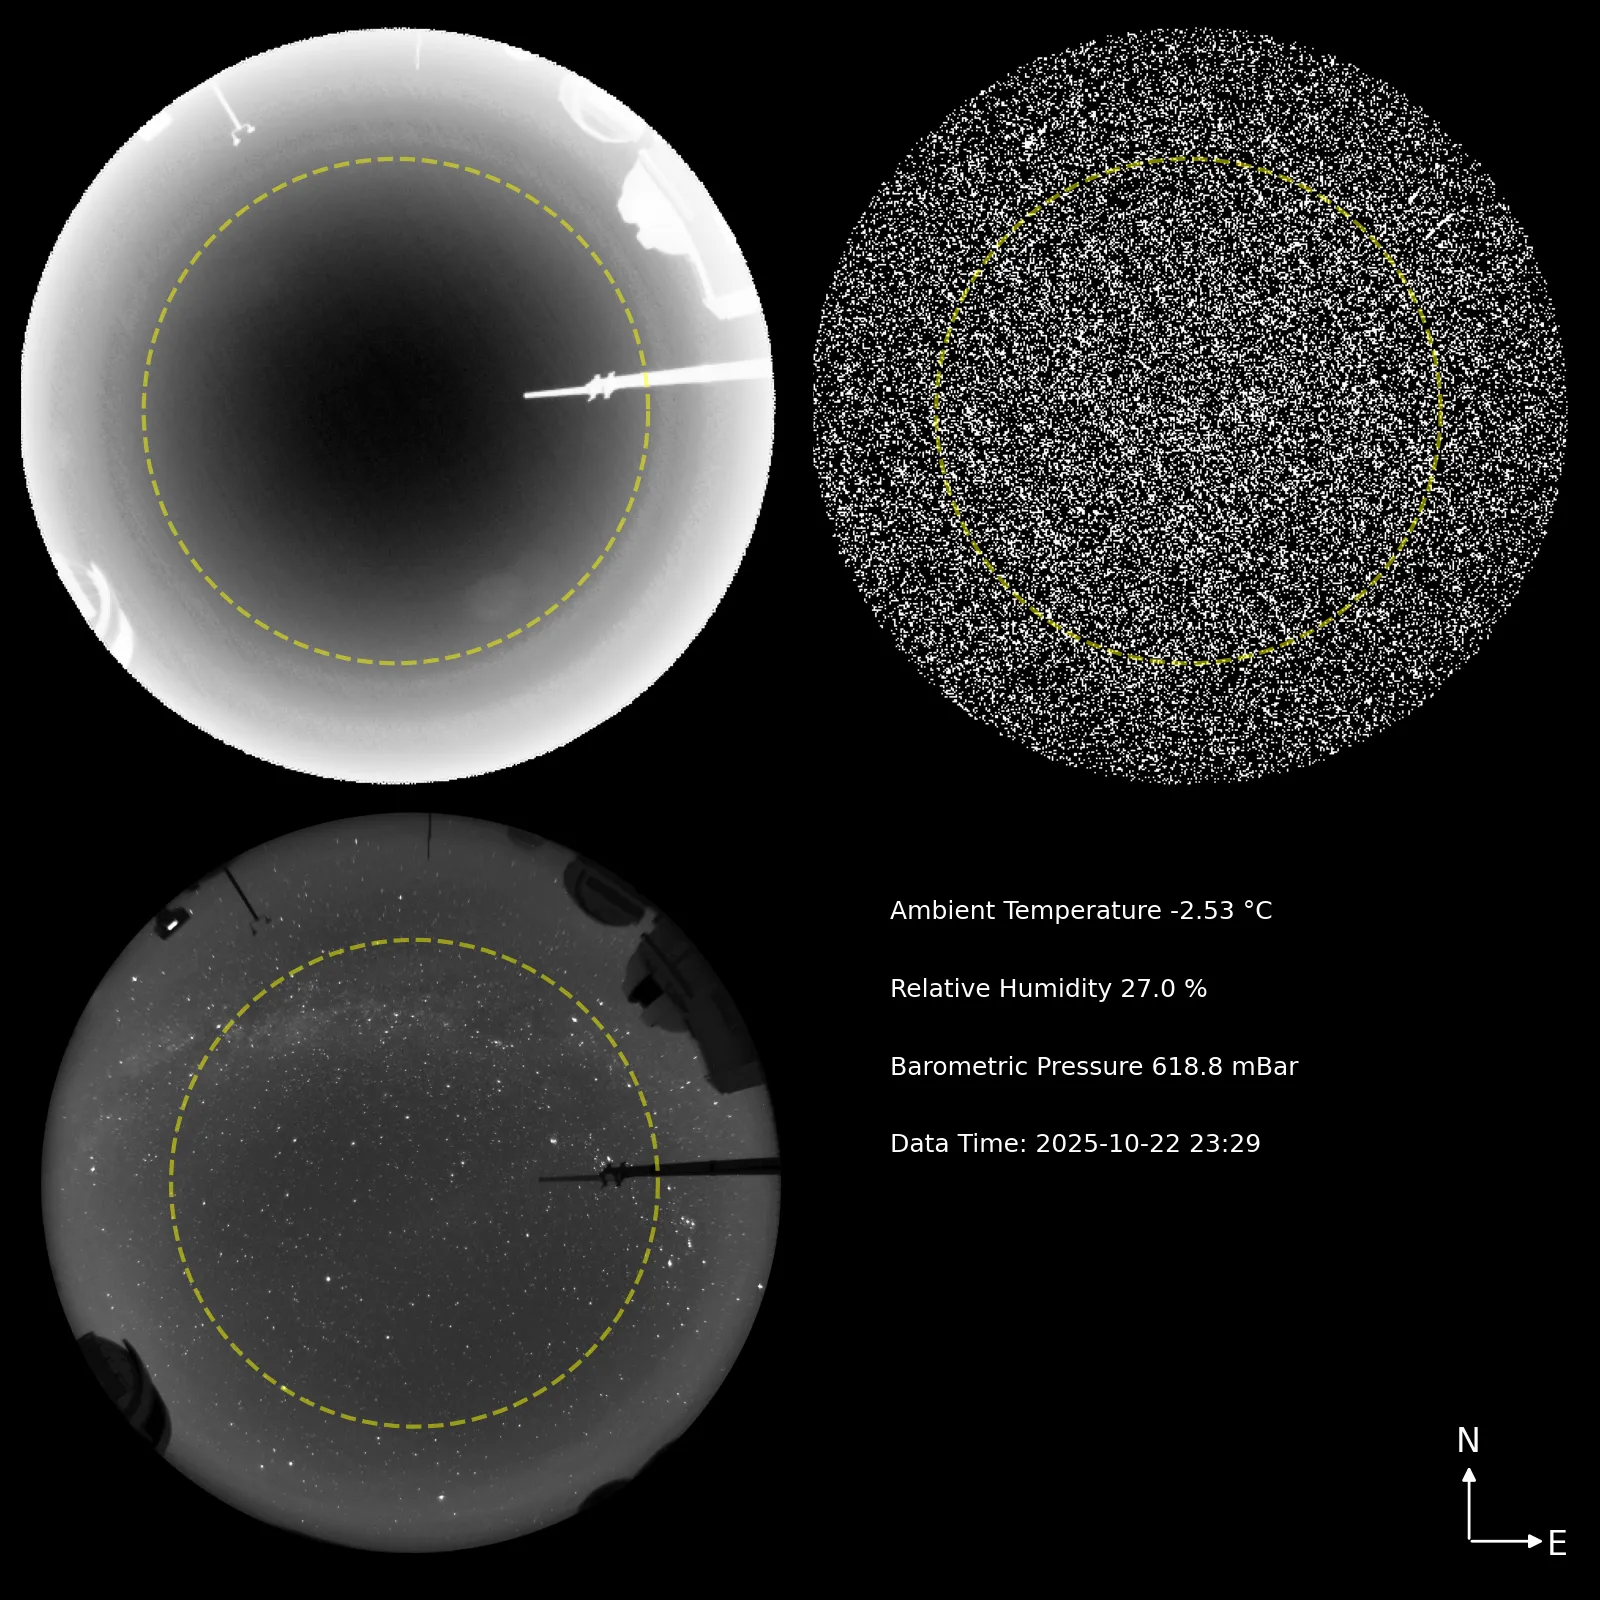 Ambient Temperature -2.53 °C
Relative Humidity 27.0 %
Barometric Pressure 618.8 mBar
Data Time: 2025-10-22 23:29
N
E